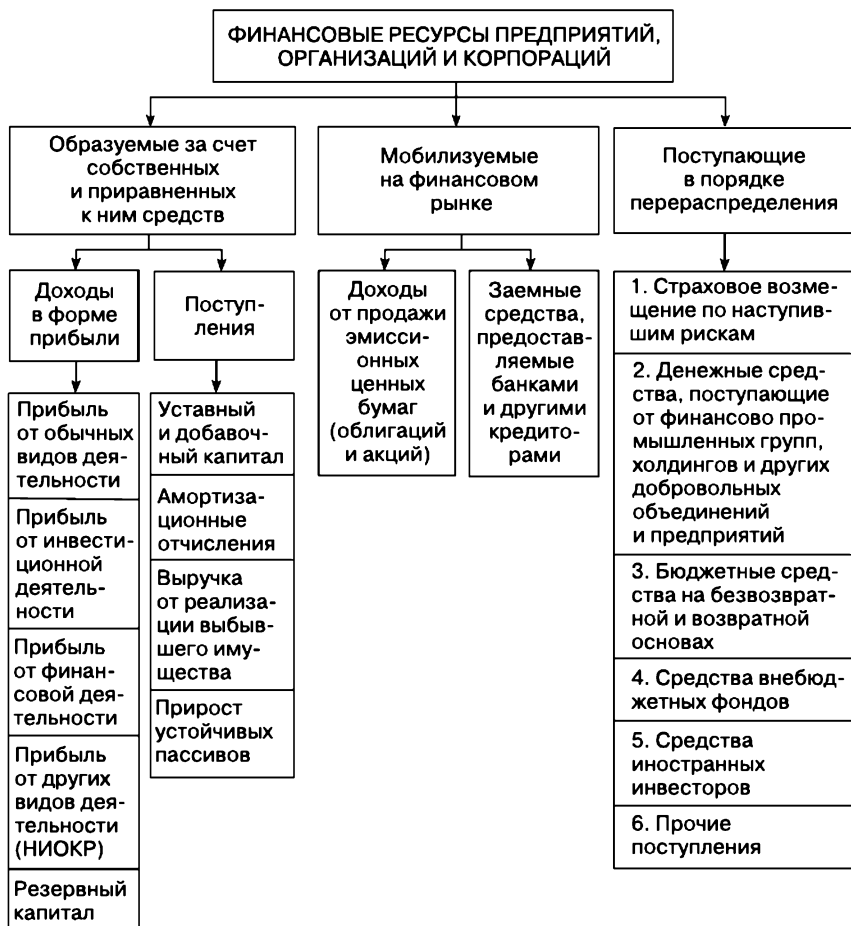 ФИНАНСОВЫЕ РЕСУРСЫ ПРЕДПРИЯТИЙ,
ОРГАНИЗАЦИЙ И КОРПОРАЦИЙ
Образуемые за счет
собственных
и приравненных
к ним средств
Мобилизуемые
на финансовом
рынке
Поступающие
в порядке
перераспределения
Доходы
в форме
прибыли
Поступ-
ления
Доходы
от продажи
эмисси-
онных
ценных
бумаг
(облигаций
и акций)
Заемные
средства,
предостав-
ляемые
банками
и другими
кредито-
рами
Прибыль
от обычных
видов дея-
тельности
Прибыль
от инвести-
ционной
деятель-
ности
Прибыль
от финан-
совой дея-
тельности
Прибыль
от других
видов дея-
тельности
(НИОКР)
Резервный
капитал
Уставный
и добавоч-
ный капитал
Амортиза-
ционные
отчисления
Выручка
от реализа-
ции выбыв-
шего иму-
щества
Прирост
устойчивых
пассивов
1. Страховое возме-
щение по наступив-
шим рискам
2. Денежные сред-
ства, поступающие
от финансово про-
мышленных групп,
холдингов и других
добровольных
объединений
и предприятий
3. Бюджетные сред-
ства на безвозврат-
ной и возвратной
основах
4. Средства внебюд-
жетных фондов
5. Средства
иностранных
инвесторов
6. Прочие
поступления